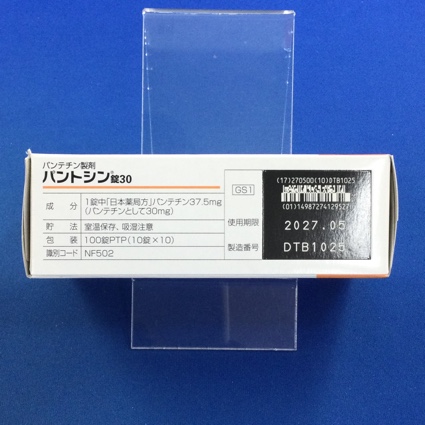 パンテチン製剤
パントシン®錠30
成分 1錠中「日本薬局方」パンテチン37.5mg
(パンテチンとして30mg)
貯法 室温保存、吸湿注意
包装 100錠PTP(10錠×10)
識別コード NF502
GS1
使用期限
製造番号
(17)270500(10)DTB1025
(01)14987274129527
2027.05
DTB1025